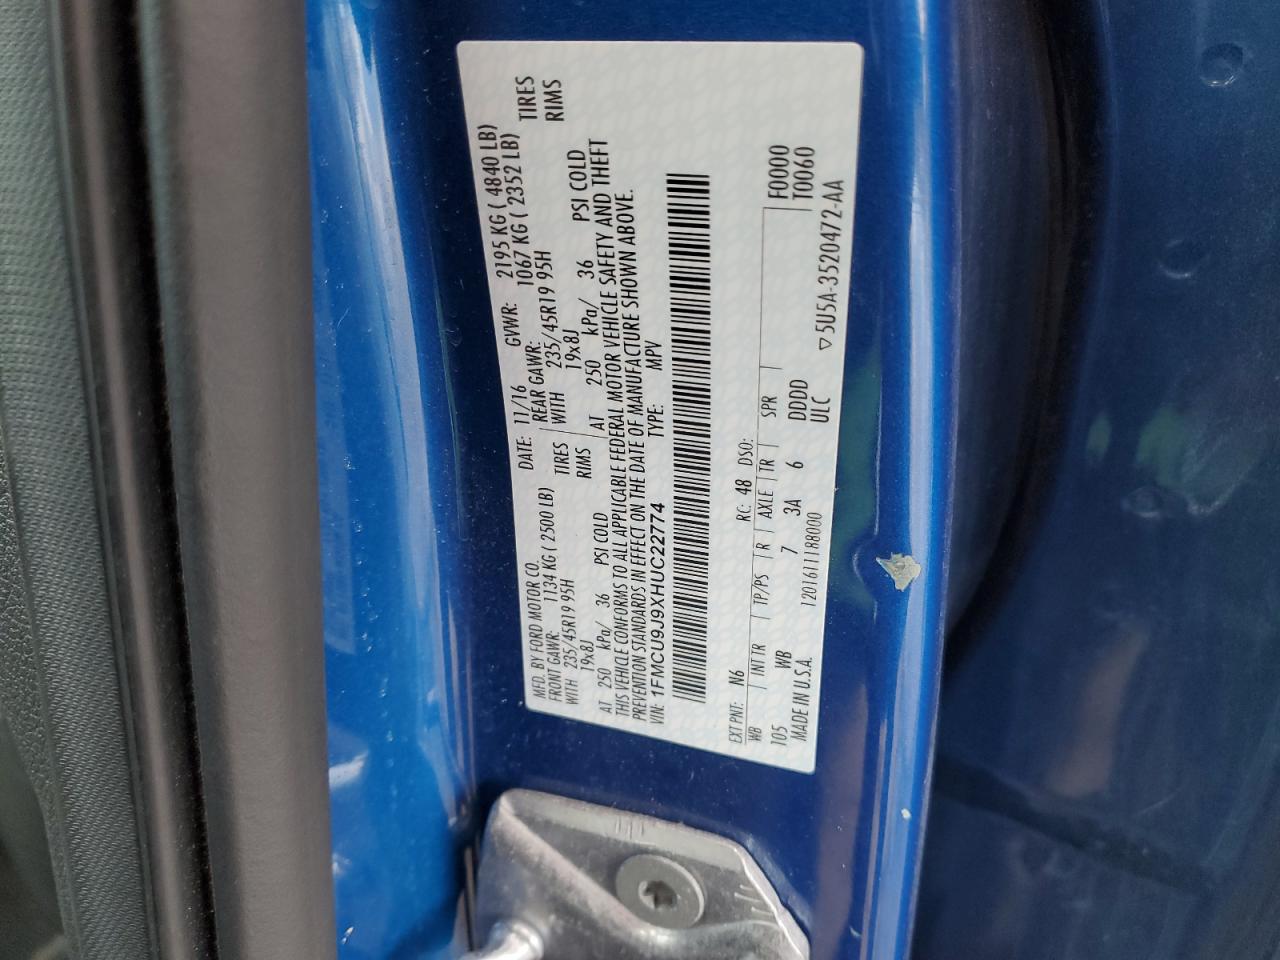 MFD. BY FORD MOTOR CO. DATE: 11/16 GVWR: 2195 KG ( 4840 LB)
FRONT GAWR: 1134 KG ( 2500 LB) REAR GAWR: 1067 KG ( 2352 LB)
WITH 235/45R19 95H TIRES WITH 235/45R19 95H TIRES
19x8J RIMS 19x8J RIMS
AT 250 kPa/ 36 PSI COLD AT 250 kPa/ 36 PSI COLD
THIS VEHICLE CONFORMS TO ALL APPLICABLE FEDERAL MOTOR VEHICLE SAFETY AND THEFT
PREVENTION STANDARDS IN EFFECT ON THE DATE OF MANUFACTURE SHOWN ABOVE.
VIN: 1FMCU9J9XHUC22774 TYPE: MPV
EXT PNT: N6 RC: 48 DSO: F0000
WB INT TR TP/PS R AXLE TR SPR T0060
105 WB 7 3A 6 DDDD
MADE IN U.S.A. 1201611188000 ULC ▽5U5A-3520472-AA